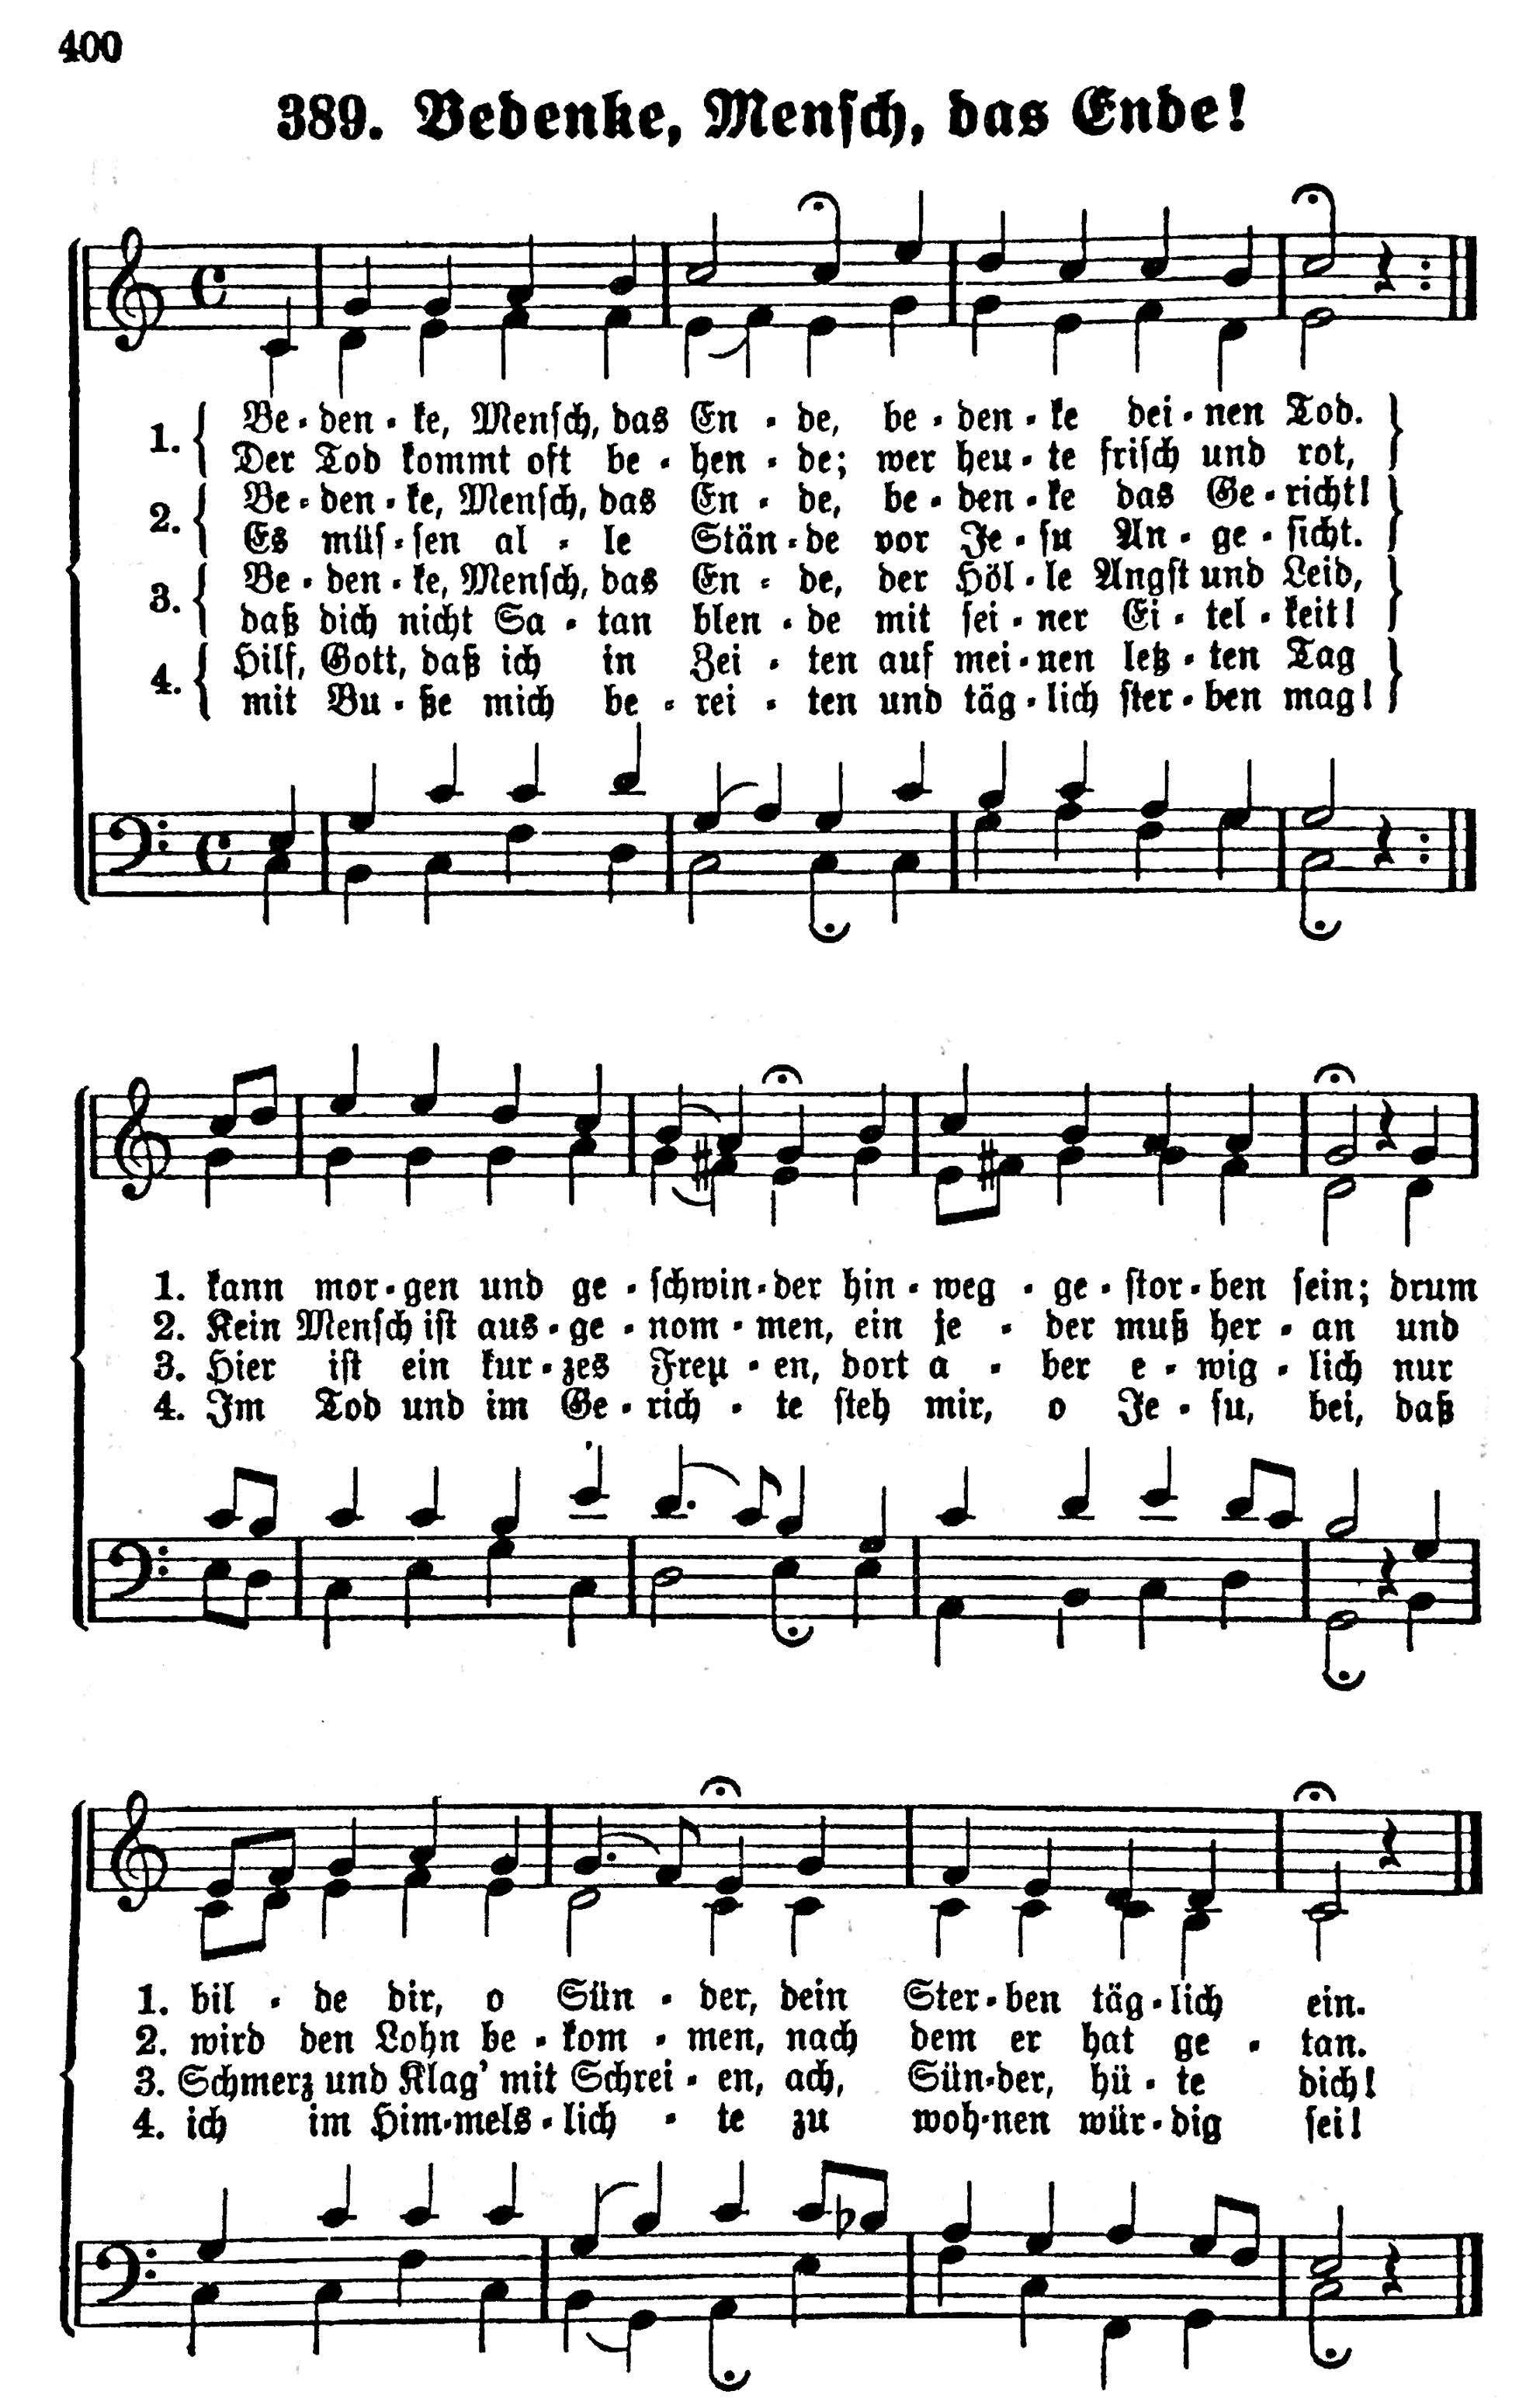 400
389. Bedenke, Mensch, das Ende!
1. Be-den-ke, Mensch, das En-de, be-den-ke dei-nen Tod.
Der Tod kommt oft be-hen-de; wer heu-te frisch und rot,
2. Be-den-ke, Mensch, das En-de, be-den-ke das Ge-richt!
Es müs-sen al-le Stän-de vor Je-su An-ge-sicht.
3. Be-den-ke, Mensch, das En-de, der Höl-le Angst und Leid,
daß dich nicht Sa-tan blen-de mit sei-ner Ei-tel-keit!
4. Hilf, Gott, daß ich in Zei-ten auf mei-nen letz-ten Tag
mit Bu-ße mich be-rei-ten und täg-lich ster-ben mag!
1. kann mor-gen und ge-schwin-der hin-weg-ge-stor-ben sein; drum
2. Kein Mensch ist aus-ge-nom-men, ein je-der muß her-an und
3. Hier ist ein kur-zes Freu-en, dort a-ber e-wig-lich nur
4. Im Tod und im Ge-rich-te steh mir, o Je-su, bei, daß
1. bil-de dir, o Sün-der, dein Ster-ben täg-lich ein.
2. wird den Lohn be-kom-men, nach dem er hat ge-tan.
3. Schmerz und Klag' mit Schrei-en, ach, Sün-der, hü-te dich!
4. ich im Him-mels-lich-te zu woh-nen wür-dig sei!